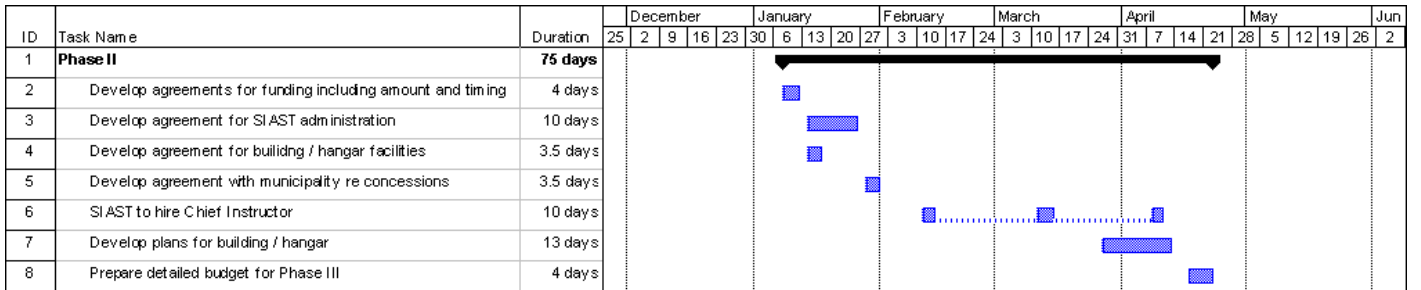 December January February March April May Jun
ID Task Name Duration 25 2 9 16 23 30 6 13 20 27 3 10 17 24 3 10 17 24 31 7 14 21 28 5 12 19 26 2
1 Phase II 75 days
2 Develop agreements for funding including amount and timing 4 days
3 Develop agreement for SIAST administration 10 days
4 Develop agreement for builidng / hangar facilities 3.5 days
5 Develop agreement with municipality re concessions 3.5 days
6 SIAST to hire Chief Instructor 10 days
7 Develop plans for building / hangar 13 days
8 Prepare detailed budget for Phase III 4 days